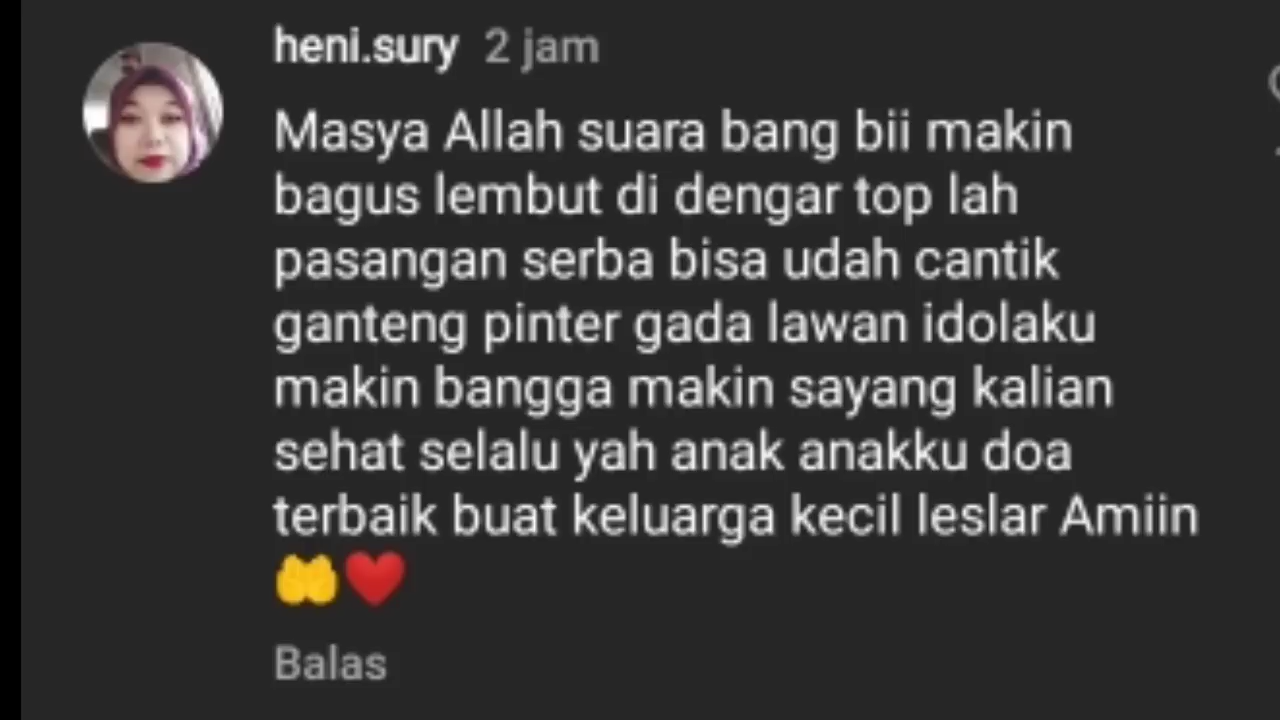 heni.sury 2 jam
Masya Allah suara bang bii makin
bagus lembut di dengar top lah
pasangan serba bisa udah cantik
ganteng pinter gada lawan idolaku
makin bangga makin sayang kalian
sehat selalu yah anak anakku doa
terbaik buat keluarga kecil leslar Amiin
🤲❤️
Balas